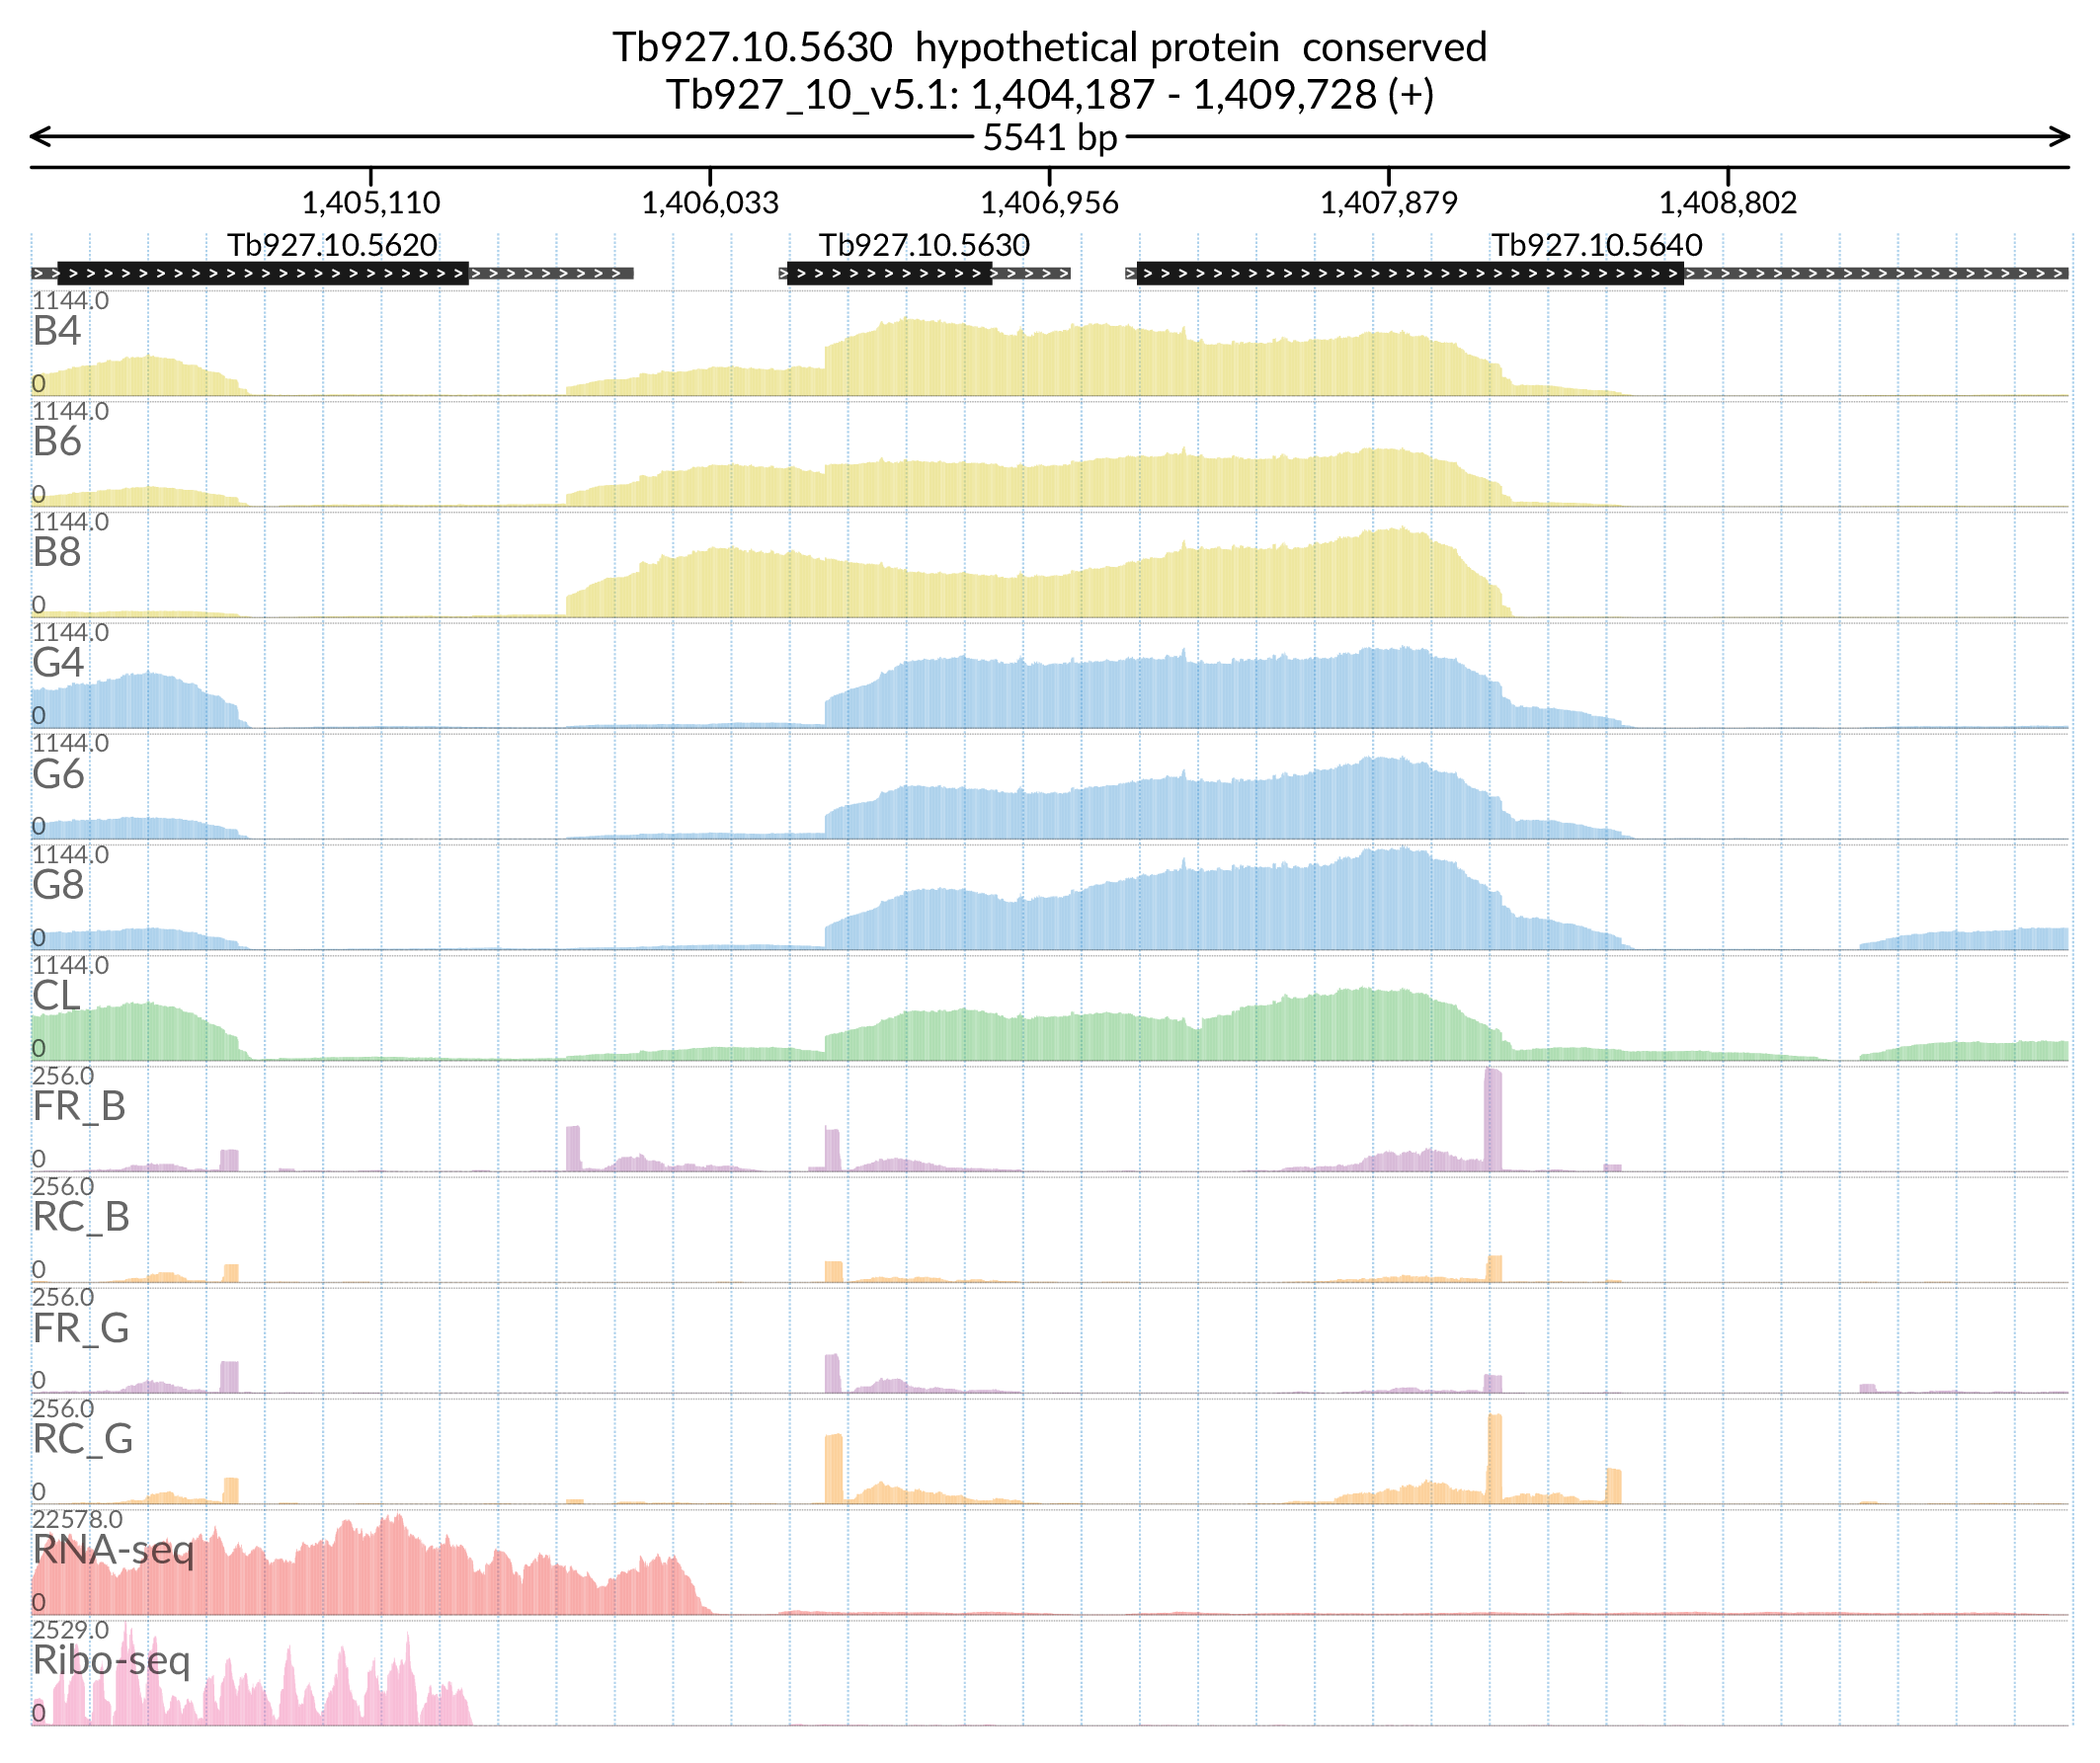 Tb927.10.5630  hypothetical protein  conserved
Tb927_10_v5.1: 1,404,187 - 1,409,728 (+)
5541 bp
1,405,110 1,406,033 1,406,956 1,407,879 1,408,802
Tb927.10.5620 Tb927.10.5630 Tb927.10.5640
1144.0
B4
0
1144.0
B6
0
1144.0
B8
0
1144.0
G4
0
1144.0
G6
0
1144.0
G8
0
1144.0
CL
0
256.0
FR_B
0
256.0
RC_B
0
256.0
FR_G
0
256.0
RC_G
0
22578.0
RNA-seq
0
2529.0
Ribo-seq
0